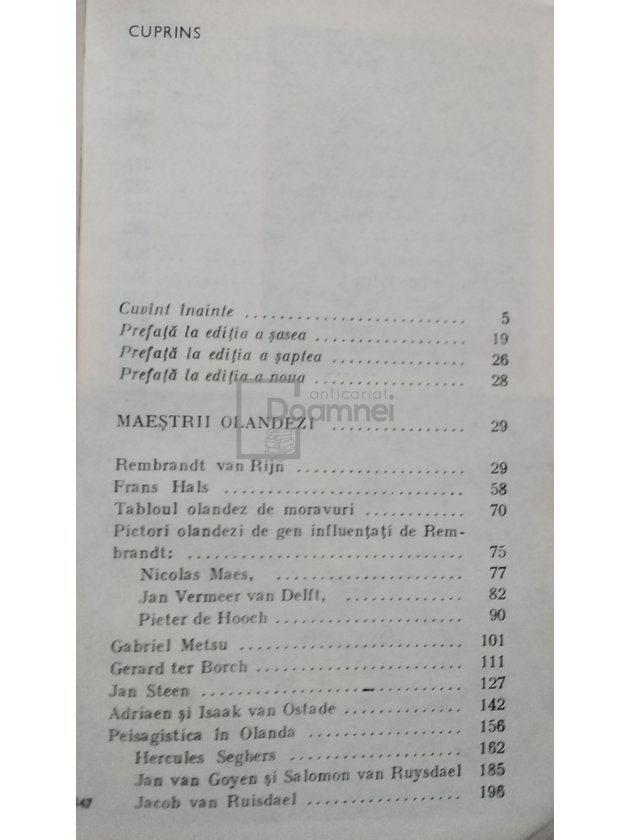 CUPRINS
Cuvînt înainte ......................... 5
Prefață la ediția a șasea .................. 19
Prefață la ediția a șaptea ............... 26
Prefață la ediția a noua ................. 28
anticariat
Doamnei
MAEȘTRII OLANDEZI ............... 29
Rembrandt van Rijn ................... 29
Frans Hals ........................... 58
Tabloul olandez de moravuri ............ 70
Pictori olandezi de gen influențați de Rem-
brandt: ............................... 75
Nicolas Maes, ..................... 77
Jan Vermeer van Delft, ............. 82
Pieter de Hooch ..................... 90
Gabriel Metsu ......................... 101
Gerard ter Borch ....................... 111
Jan Steen .............................. 127
Adriaen și Isaak van Ostade ............. 142
Peisagistica în Olanda .................. 156
Hercules Seghers .................... 162
Jan van Goyen și Salomon van Ruysdael 185
Jacob van Ruisdael .................. 196